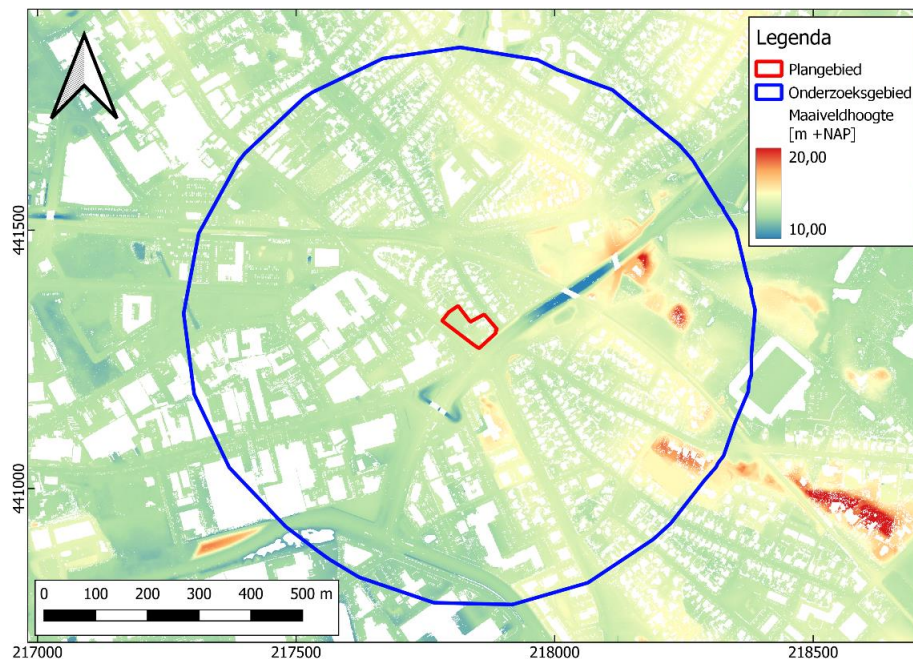 Legenda
Plangebied
Onderzoeksgebied
Maaiveldhoogte
[m +NAP]
20,00
10,00
441500
441000
0 100 200 300 400 500 m
217000 217500 218000 218500